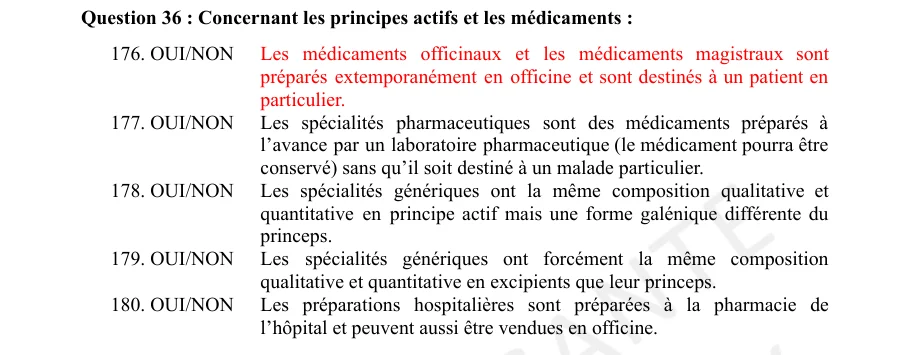 Question 36 : Concernant les principes actifs et les médicaments :
176. OUI/NON Les médicaments officinaux et les médicaments magistraux sont
préparés extemporanément en officine et sont destinés à un patient en
particulier.
177. OUI/NON Les spécialités pharmaceutiques sont des médicaments préparés à
l’avance par un laboratoire pharmaceutique (le médicament pourra être
conservé) sans qu’il soit destiné à un malade particulier.
178. OUI/NON Les spécialités génériques ont la même composition qualitative et
quantitative en principe actif mais une forme galénique différente du
princeps.
179. OUI/NON Les spécialités génériques ont forcément la même composition
qualitative et quantitative en excipients que leur princeps.
180. OUI/NON Les préparations hospitalières sont préparées à la pharmacie de
l’hôpital et peuvent aussi être vendues en officine.
SANTE